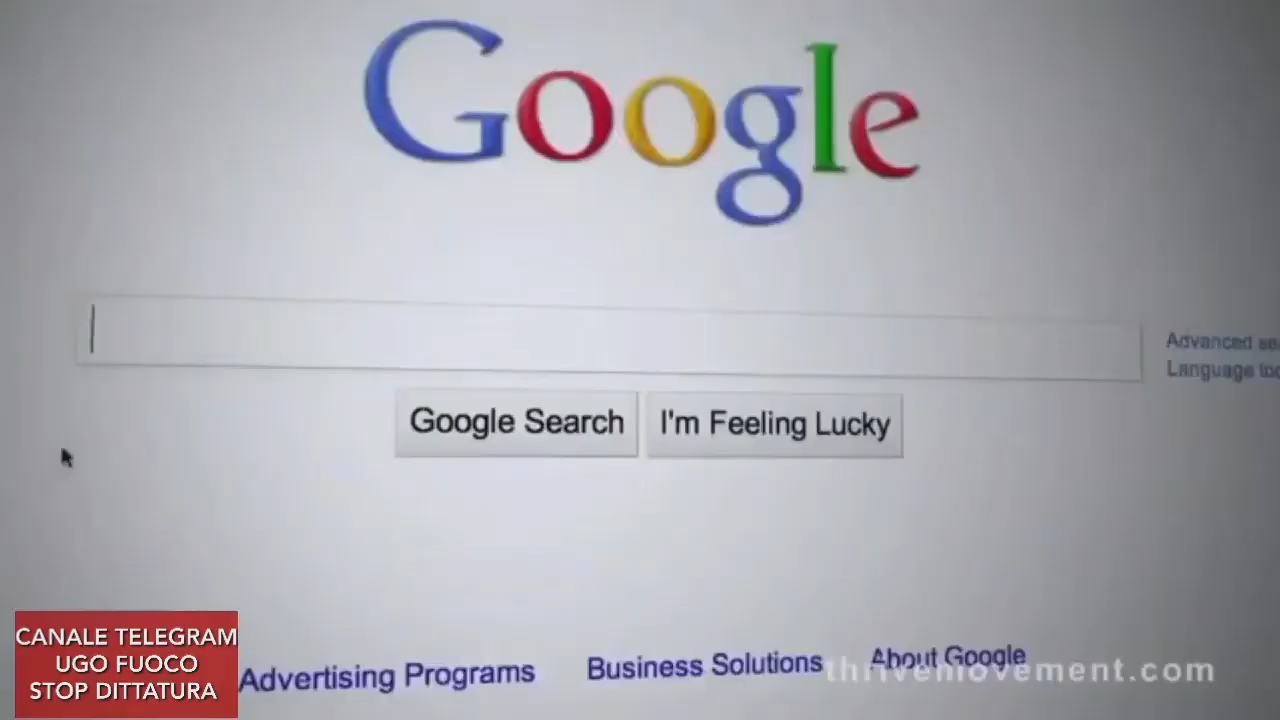 Google
Advanced se
Language too
Google Search I'm Feeling Lucky
CANALE TELEGRAM
UGO FUOCO
STOP DITTATURA
Advertising Programs Business Solutions About Google
thrivemovement.com